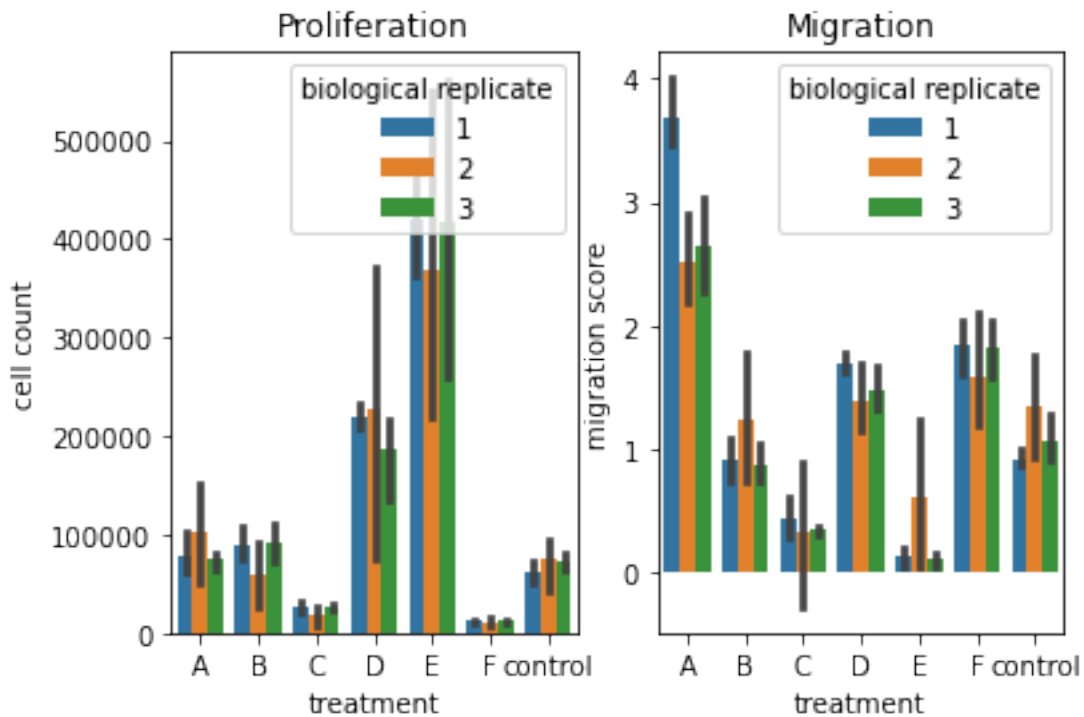 Proliferation
cell count
500000
400000
300000
200000
100000
0
biological replicate
1
2
3
A B C D E F control
treatment
Migration
migration score
4
3
2
1
0
biological replicate
1
2
3
A B C D E F control
treatment